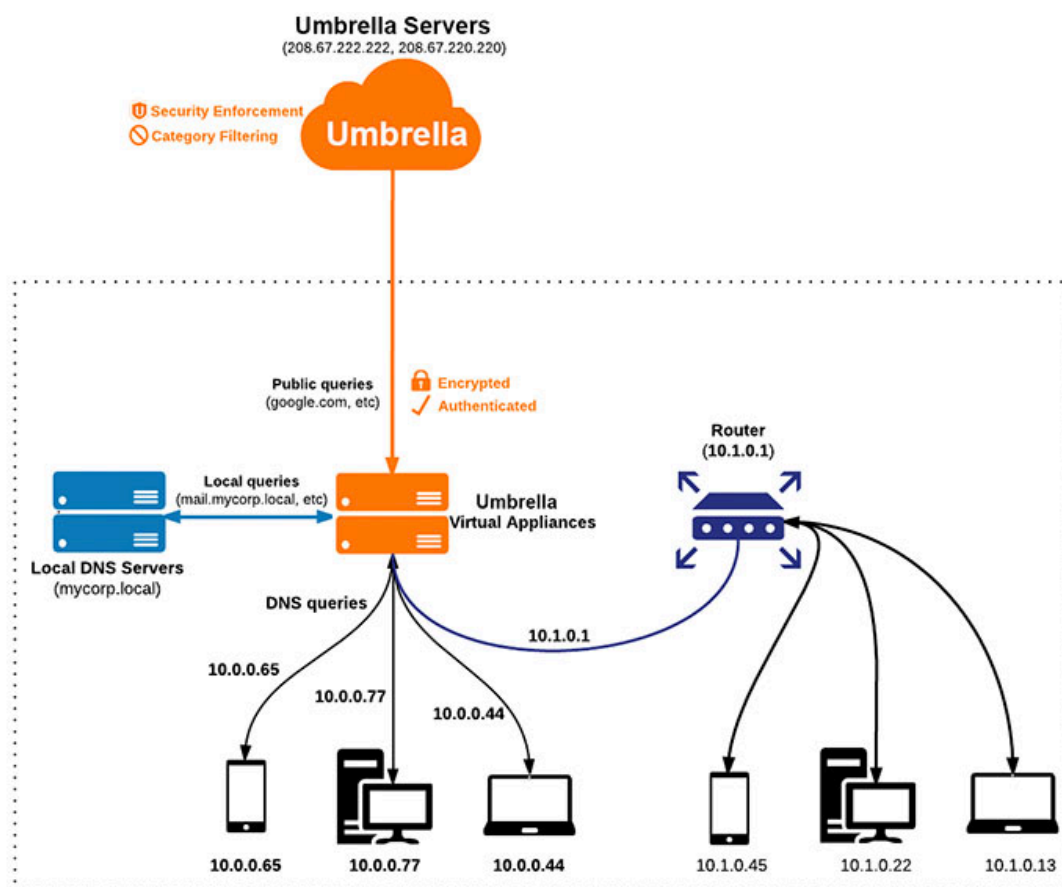 Umbrella Servers
(208.67.222.222, 208.67.220.220)
Security Enforcement
Category Filtering
Umbrella
Public queries
(google.com, etc)
Encrypted
Authenticated
Router
(10.1.0.1)
Local queries
(mail.mycorp.local, etc)
Umbrella
Virtual Appliances
Local DNS Servers
(mycorp.local)
DNS queries
10.1.0.1
10.0.0.65
10.0.0.77
10.0.0.44
10.0.0.65
10.0.0.77
10.0.0.44
10.1.0.45
10.1.0.22
10.1.0.13